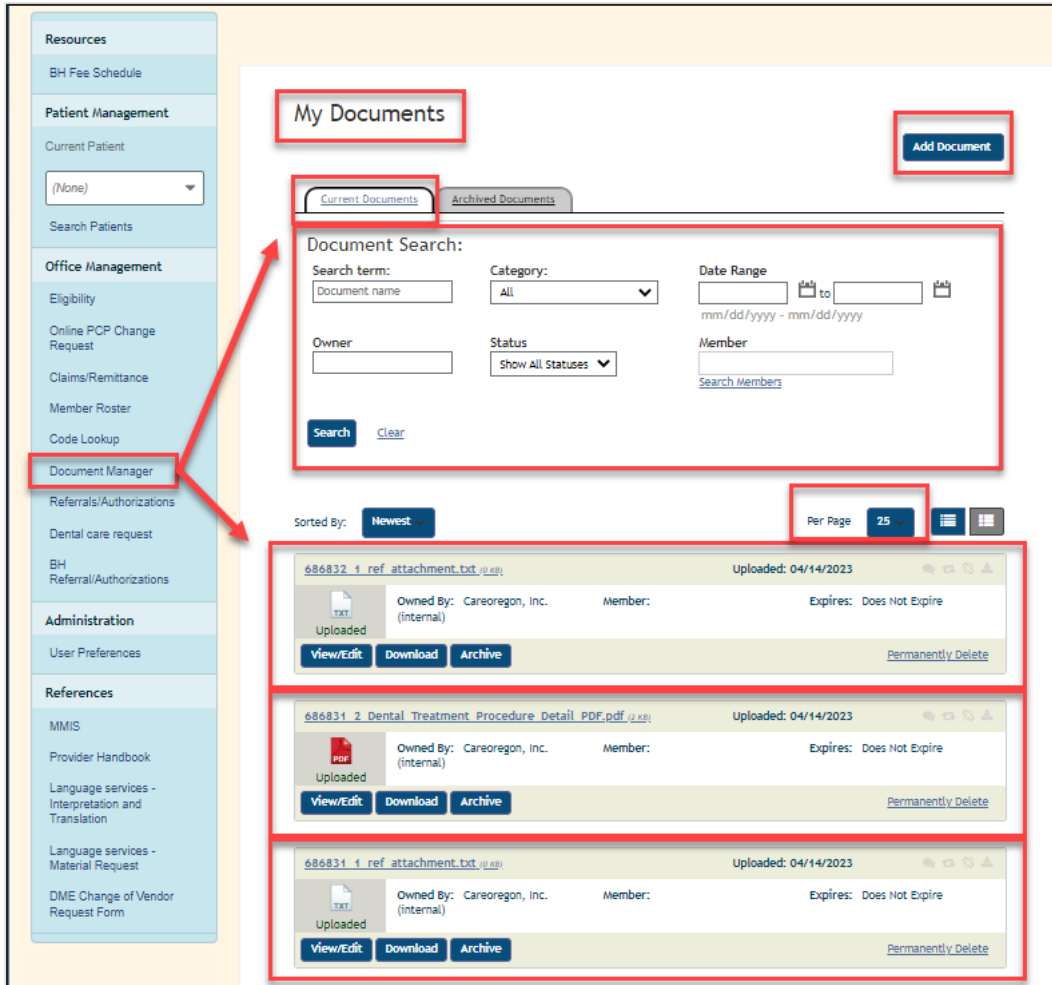 Resources
BH Fee Schedule
Patient Management
Current Patient
(None)
Search Patients
Office Management
Eligibility
Online PCP Change
Request
Claims/Remittance
Member Roster
Code Lookup
Document Manager
Referrals/Authorizations
Dental care request
BH
Referral/Authorizations
Administration
User Preferences
References
MMIS
Provider Handbook
Language services -
Interpretation and
Translation
Language services -
Material Request
DME Change of Vendor
Request Form
My Documents
Add Document
Current Documents Archived Documents
Document Search:
Search term: Category: Date Range
Document name All to
mm/dd/yyyy - mm/dd/yyyy
Owner Status Member
Show All Statuses
Search Members
Search Clear
Sorted By: Newest Per Page 25
686832_1_ref_attachment.txt (0 KB) Uploaded: 04/14/2023
TXT Owned By: Careoregon, Inc. Member: Expires: Does Not Expire
(internal)
Uploaded
View/Edit Download Archive Permanently Delete
686831_2_Dental_Treatment_Procedure_Detail_PDF.pdf (2 KB) Uploaded: 04/14/2023
PDF Owned By: Careoregon, Inc. Member: Expires: Does Not Expire
(internal)
Uploaded
View/Edit Download Archive Permanently Delete
686831_1_ref_attachment.txt (0 KB) Uploaded: 04/14/2023
TXT Owned By: Careoregon, Inc. Member: Expires: Does Not Expire
(internal)
Uploaded
View/Edit Download Archive Permanently Delete